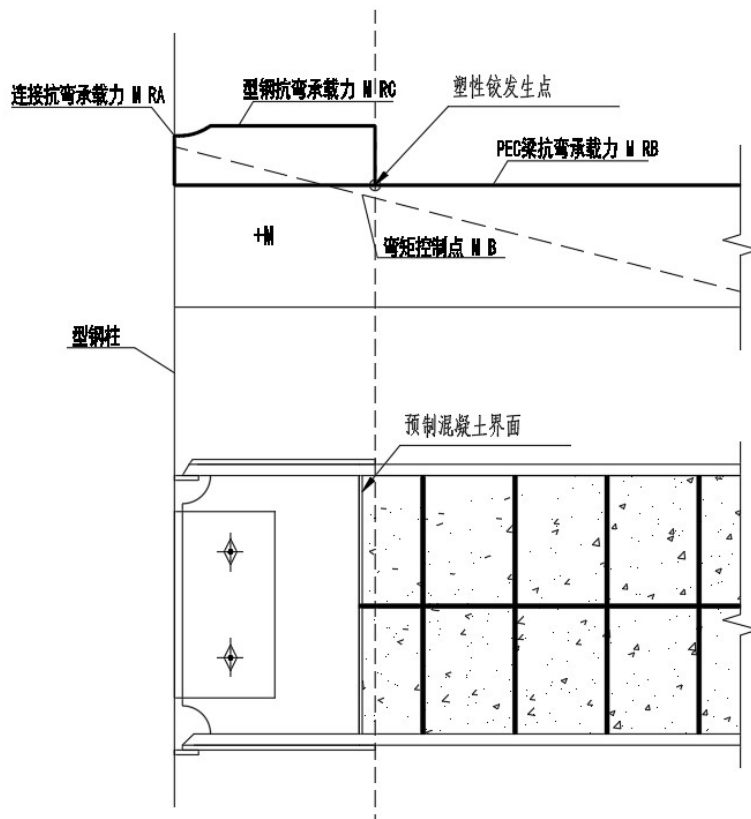 连接抗弯承载力 M RA
型钢抗弯承载力 M RC
塑性铰发生点
PEC梁抗弯承载力 M RB
+M
弯矩控制点 M B
型钢柱
预制混凝土界面